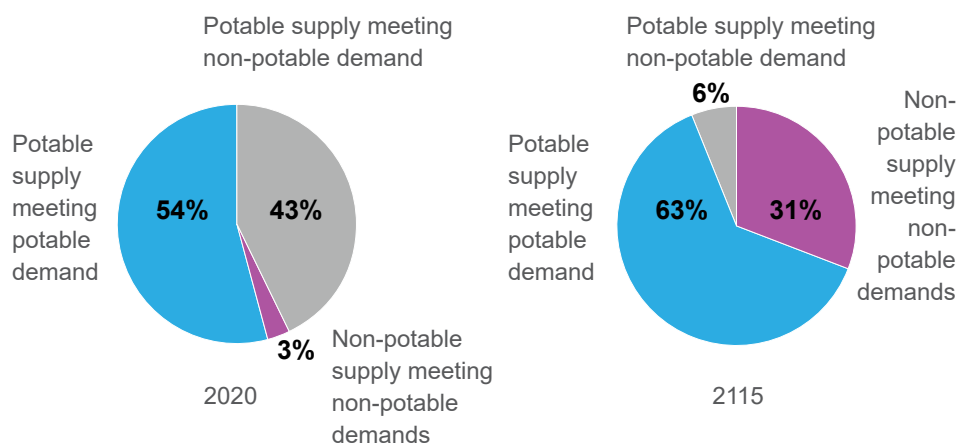 Potable supply meeting
non-potable demand
Potable
supply
meeting
potable
demand
54%
43%
3%
Non-potable
supply meeting
non-potable
demands
2020
Potable supply meeting
non-potable demand
6%
Potable
supply
meeting
potable
demand
63%
31%
Non-
potable
supply
meeting
non-
potable
demands
2115